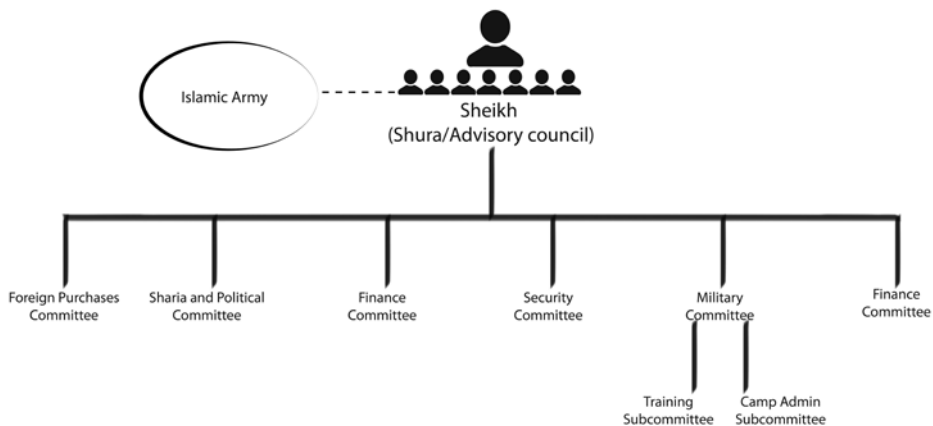 Islamic Army
Sheikh
(Shura/Advisory council)
Foreign Purchases
Committee
Sharia and Political
Committee
Finance
Committee
Security
Committee
Military
Committee
Finance
Committee
Training
Subcommittee
Camp Admin
Subcommittee